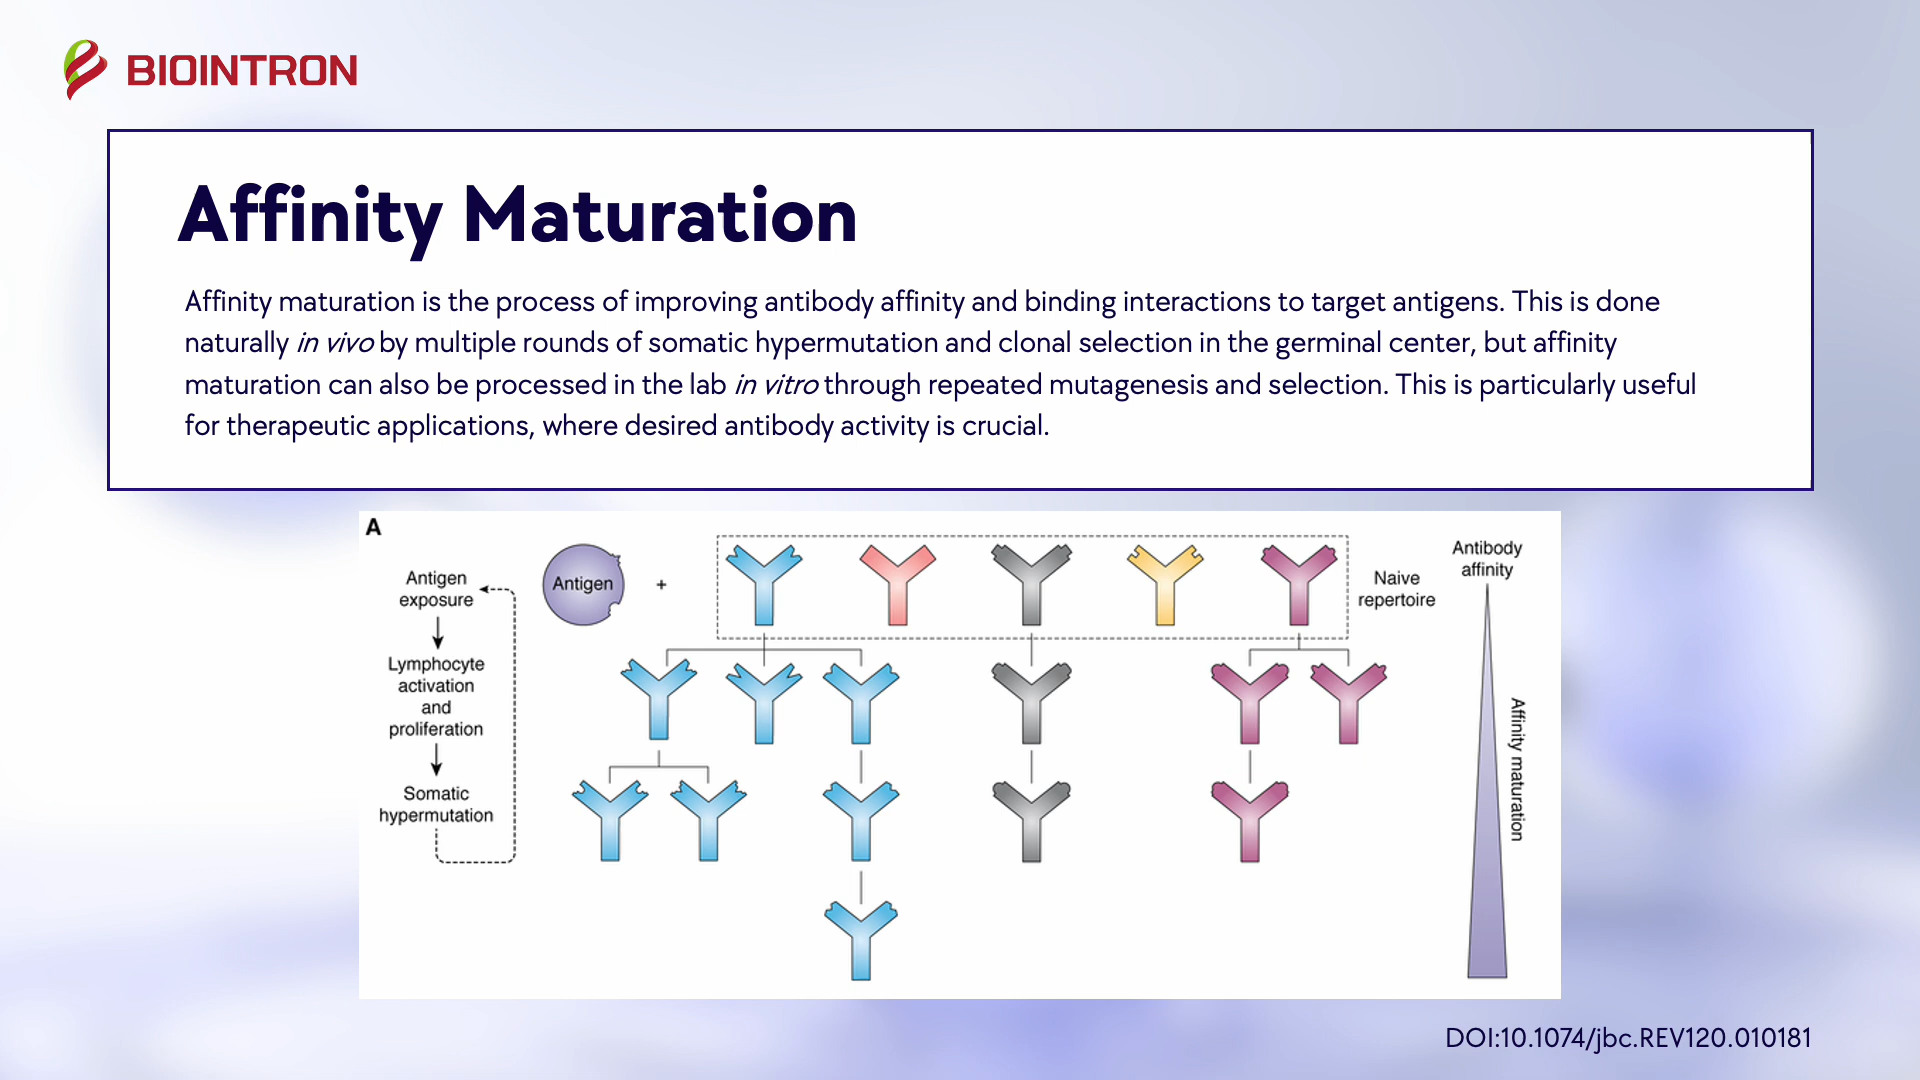 BIOINTRON
Affinity Maturation
Affinity maturation is the process of improving antibody affinity and binding interactions to target antigens. This is done
naturally in vivo by multiple rounds of somatic hypermutation and clonal selection in the germinal center, but affinity
maturation can also be processed in the lab in vitro through repeated mutagenesis and selection. This is particularly useful
for therapeutic applications, where desired antibody activity is crucial.
A
Antigen
exposure
Lymphocyte
activation
and
proliferation
Somatic
hypermutation
Antigen
+
Naive
repertoire
Antibody
affinity
Affinity maturation
DOI:10.1074/jbc.REV120.010181